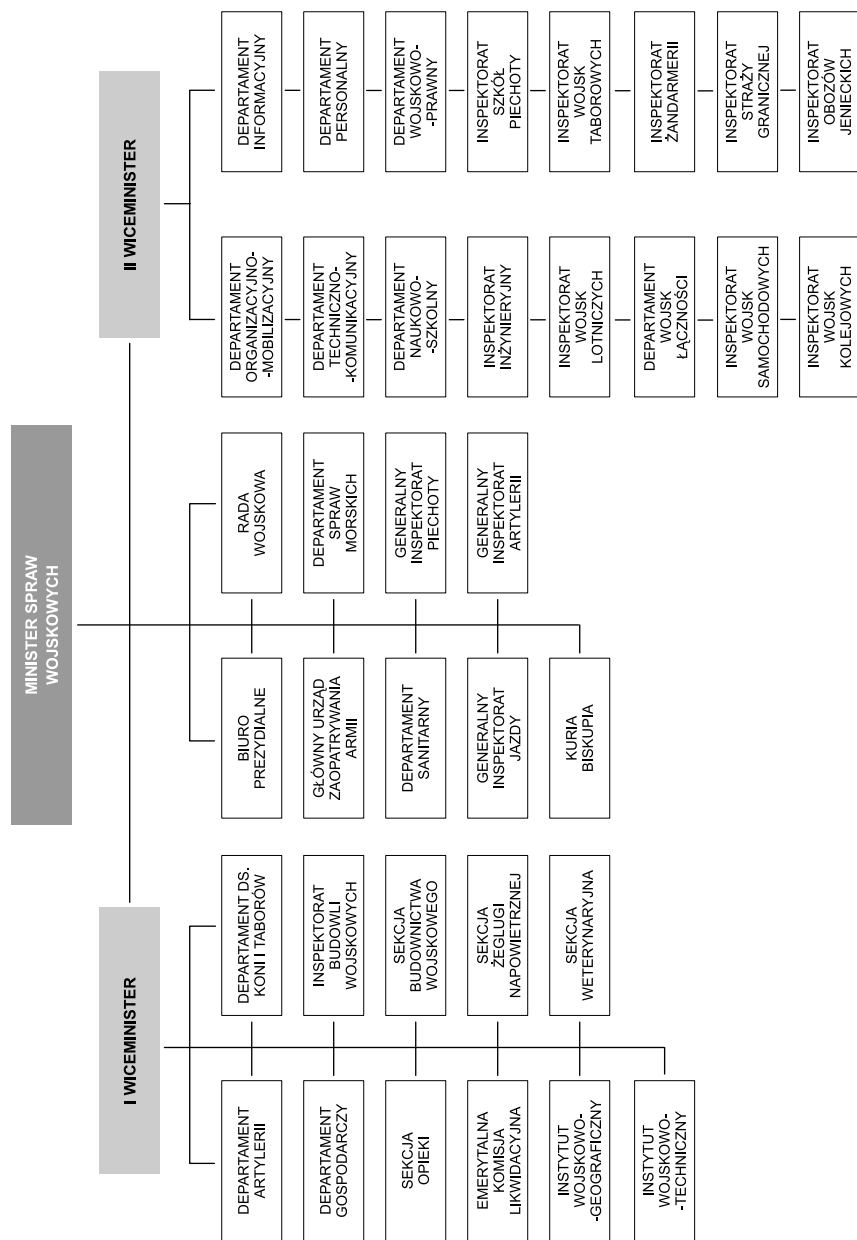 MINISTER SPRAW
WOJSKOWYCH
I WICEMINISTER
II WICEMINISTER
DEPARTAMENT
ARTYLERII
DEPARTAMENT
GOSPODARCZY
SEKCJA
OPIEKI
EMERYTALNA
KOMISJA
LIKWIDACYJNA
INSTYTUT
WOJSKOWO-
-GEOGRAFICZNY
INSTYTUT
WOJSKOWO-
-TECHNICZNY
DEPARTAMENT DS.
KONI I TABORÓW
INSPEKTORAT
BUDOWLI
WOJSKOWYCH
SEKCJA
BUDOWNICTWA
WOJSKOWEGO
SEKCJA
ŻEGLUGI
NAPOWIETRZNEJ
SEKCJA
WETERYNARYJNA
BIURO
PREZYDIALNE
GŁÓWNY URZĄD
ZAOPATRYWANIA
ARMII
DEPARTAMENT
SANITARNY
GENERALNY
INSPEKTORAT
JAZDY
KURIA
BISKUPIA
RADA
WOJSKOWA
DEPARTAMENT
SPRAW
MORSKICH
GENERALNY
INSPEKTORAT
PIECHOTY
GENERALNY
INSPEKTORAT
ARTYLERII
DEPARTAMENT
ORGANIZACYJNO-
-MOBILIZACYJNY
DEPARTAMENT
TECHNICZNO-
-KOMUNIKACYJNY
DEPARTAMENT
NAUKOWO-
-SZKOLNY
INSPEKTORAT
INŻYNIERYJNY
INSPEKTORAT
WOJSK
LOTNICZYCH
DEPARTAMENT
WOJSK
ŁĄCZNOŚCI
INSPEKTORAT
WOJSK
SAMOCHODOWYCH
INSPEKTORAT
WOJSK
KOLEJOWYCH
DEPARTAMENT
INFORMACYJNY
DEPARTAMENT
PERSONALNY
DEPARTAMENT
WOJSKOWO-
-PRAWNY
INSPEKTORAT
SZKÓŁ
PIECHOTY
INSPEKTORAT
WOJSK
TABOROWYCH
INSPEKTORAT
ŻANDARMERII
INSPEKTORAT
STRAŻY
GRANICZNEJ
INSPEKTORAT
OBOZÓW
JENIECKICH